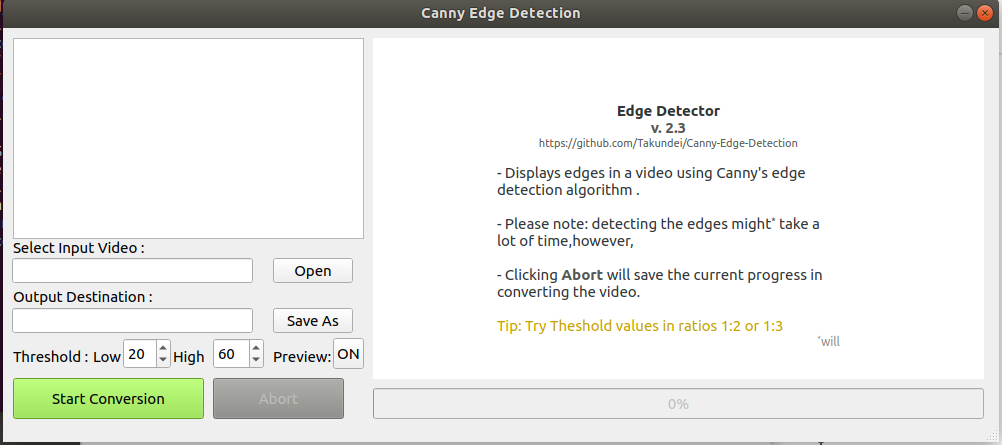 Canny Edge Detection
Select Input Video :
Open
Output Destination :
Save As
Threshold : Low 20 High 60 Preview: ON
Start Conversion
Abort
Edge Detector
v. 2.3
https://github.com/Takundei/Canny-Edge-Detection
- Displays edges in a video using Canny's edge
detection algorithm .
- Please note: detecting the edges might* take a
lot of time,however,
- Clicking Abort will save the current progress in
converting the video.
Tip: Try Theshold values in ratios 1:2 or 1:3
*will
0%